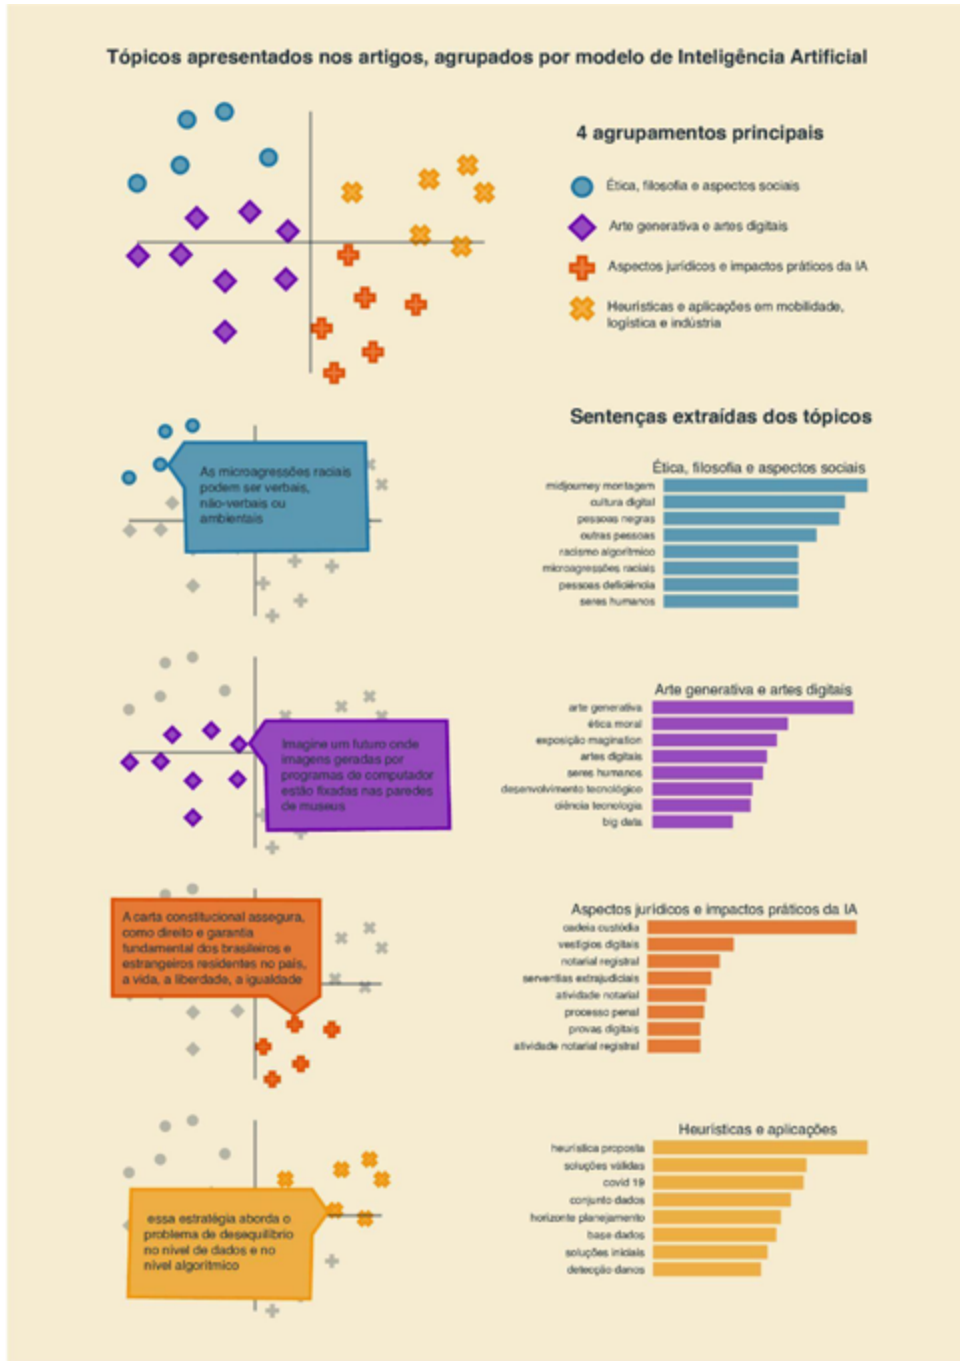 Tópicos apresentados nos artigos, agrupados por modelo de Inteligência Artificial
4 agrupamentos principais
Ética, filosofia e aspectos sociais
Arte generativa e artes digitais
Aspectos jurídicos e impactos práticos da IA
Heurísticas e aplicações em mobilidade,
logística e indústria
Sentenças extraídas dos tópicos
As microagressões raciais
podem ser verbais,
não-verbais ou
ambientais
Ética, filosofia e aspectos sociais
midjourney montagem
cultura digital
pessoas negras
outras pessoas
racismo algorítmico
microagressões raciais
pessoas deficiência
seres humanos
Imagine um futuro onde
imagens geradas por
programas de computador
estão fixadas nas paredes
de museus
Arte generativa e artes digitais
arte generativa
ética moral
exposição magination
artes digitais
seres humanos
desenvolvimento tecnológico
ciência tecnologia
big data
A carta constitucional assegura,
como direito e garantia
fundamental dos brasileiros e
estrangeiros residentes no país,
a vida, a liberdade, a igualdade
Aspectos jurídicos e impactos práticos da IA
cadeia custódia
vestígios digitais
notarial registral
serventias extrajudiciais
atividade notarial
processo penal
provas digitais
atividade notarial registral
essa estratégia aborda o
problema de desequilíbrio
no nível de dados e no
nível algorítmico
Heurísticas e aplicações
heurística proposta
soluções válidas
covid 19
conjunto dados
horizonte planejamento
base dados
soluções iniciais
detecção danos